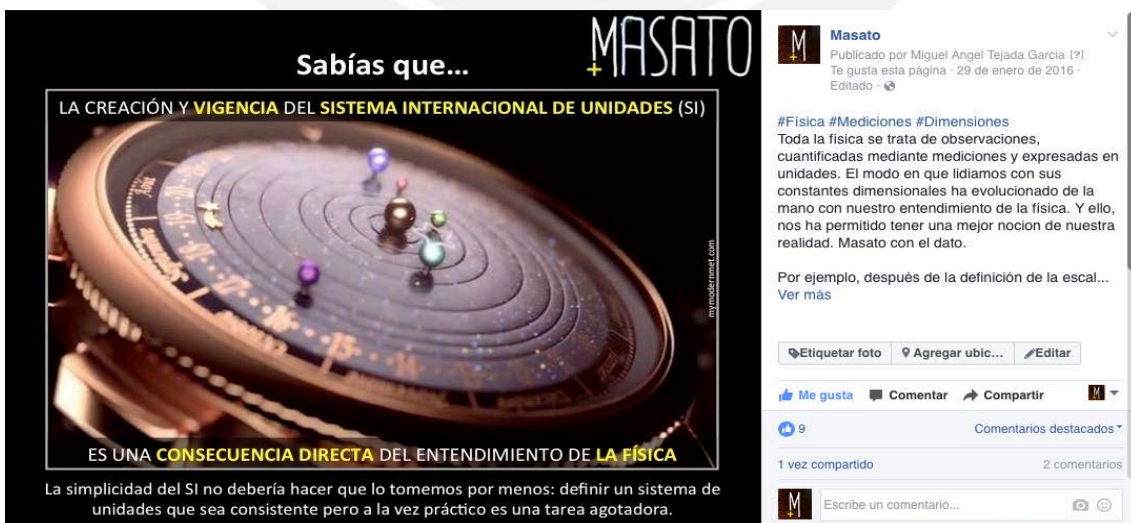 MASATO
Sabías que...
LA CREACIÓN Y VIGENCIA DEL SISTEMA INTERNACIONAL DE UNIDADES (SI)
mymodernmet.com
16
15
14
ES UNA CONSECUENCIA DIRECTA DEL ENTENDIMIENTO DE LA FÍSICA
La simplicidad del SI no debería hacer que lo tomemos por menos: definir un sistema de
unidades que sea consistente pero a la vez práctico es una tarea agotadora.
M
Masato
Publicado por Miguel Angel Tejada Garcia [?]
Te gusta esta página · 29 de enero de 2016 ·
Editado ·
#Física #Mediciones #Dimensiones
Toda la física se trata de observaciones,
cuantificadas mediante mediciones y expresadas en
unidades. El modo en que lidiamos con sus
constantes dimensionales ha evolucionado de la
mano con nuestro entendimiento de la física. Y ello,
nos ha permitido tener una mejor nocion de nuestra
realidad. Masato con el dato.
Por ejemplo, después de la definición de la escal...
Ver más
Etiquetar foto Agregar ubic... Editar
Me gusta Comentar Compartir M
9 Comentarios destacados
1 vez compartido 2 comentarios
M Escribe un comentario...